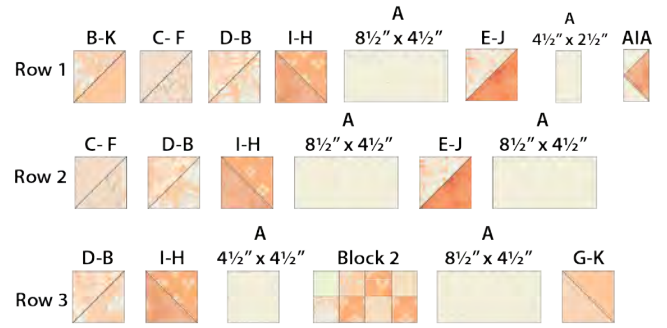 A A
B-K C- F D-B I-H 8½” x 4½” E-J 4½” x 2½” AIA
Row 1
A A
C- F D-B I-H 8½” x 4½” E-J 8½” x 4½”
Row 2
A A
D-B I-H 4½” x 4½” Block 2 8½” x 4½” G-K
Row 3